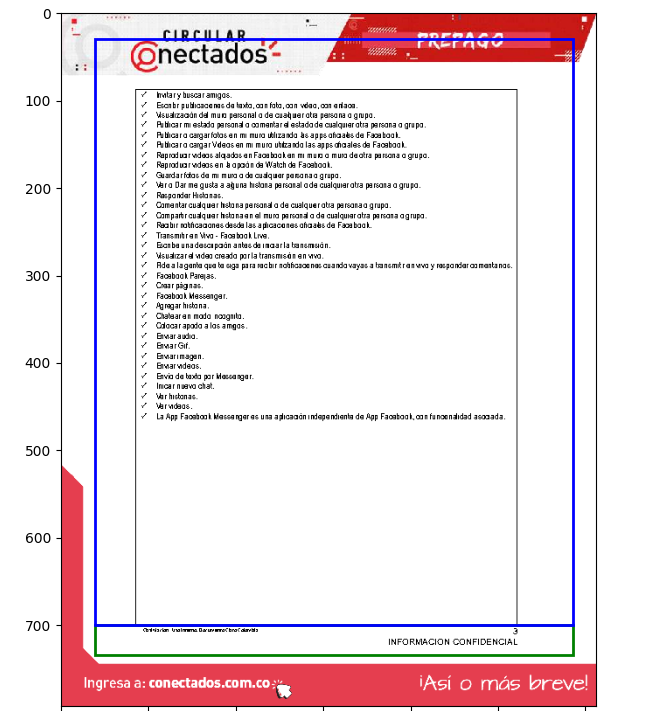 0
CIRCULAR
@nectados
PREPAGO
100
✓ Invitar y buscar amigos.
✓ Escribir publicaciones de texto, con foto, con video, con enlace.
✓ Visualización del muro personal o de cualquier otra persona o grupo.
✓ Publicar mi estado personal o comentar el estado de cualquier otra persona o grupo.
✓ Publicar o cargar fotos en mi muro utilizando las apps oficiales de Facebook.
✓ Publicar o cargar Videos en mi muro utilizando las apps oficiales de Facebook.
✓ Reproducir videos alojados en Facebook en mi muro o muro de otra persona o grupo.
✓ Reproducir videos en la opción de Watch de Facebook.
✓ Guardar fotos de mi muro o de cualquier persona o grupo.
200
✓ Ver o Dar me gusta a alguna historia personal o de cualquier otra persona o grupo.
✓ Responder Historias.
✓ Comentar cualquier historia personal o de cualquier otra persona o grupo.
✓ Compartir cualquier historia en el muro personal o de cualquier otra persona o grupo.
✓ Recibir notificaciones desde las aplicaciones oficiales de Facebook.
✓ Transmitir en Vivo - Facebook Live.
✓ Escribe una descripción antes de iniciar la transmisión.
✓ Visualizar el video creado por la transmisión en vivo.
✓ Pide a la gente que te siga para recibir notificaciones cuando vayas a transmitir en vivo y responder comentarios.
300
✓ Facebook Parejas.
✓ Crear páginas.
✓ Facebook Messenger.
✓ Agregar historia.
✓ Chatear en modo incognito.
✓ Colocar apodo a los amigos.
✓ Enviar audio.
✓ Enviar Gif.
✓ Enviar imagen.
400
✓ Enviar videos.
✓ Envío de texto por Messenger.
✓ Iniciar nuevo chat.
✓ Ver historias.
✓ Ver videos.
✓ La App Facebook Messenger es una aplicación independiente de App Facebook, con funcionalidad asociada.
500
600
700
3
INFORMACION CONFIDENCIAL
Ingresa a: conectados.com.co
¡Así o más breve!